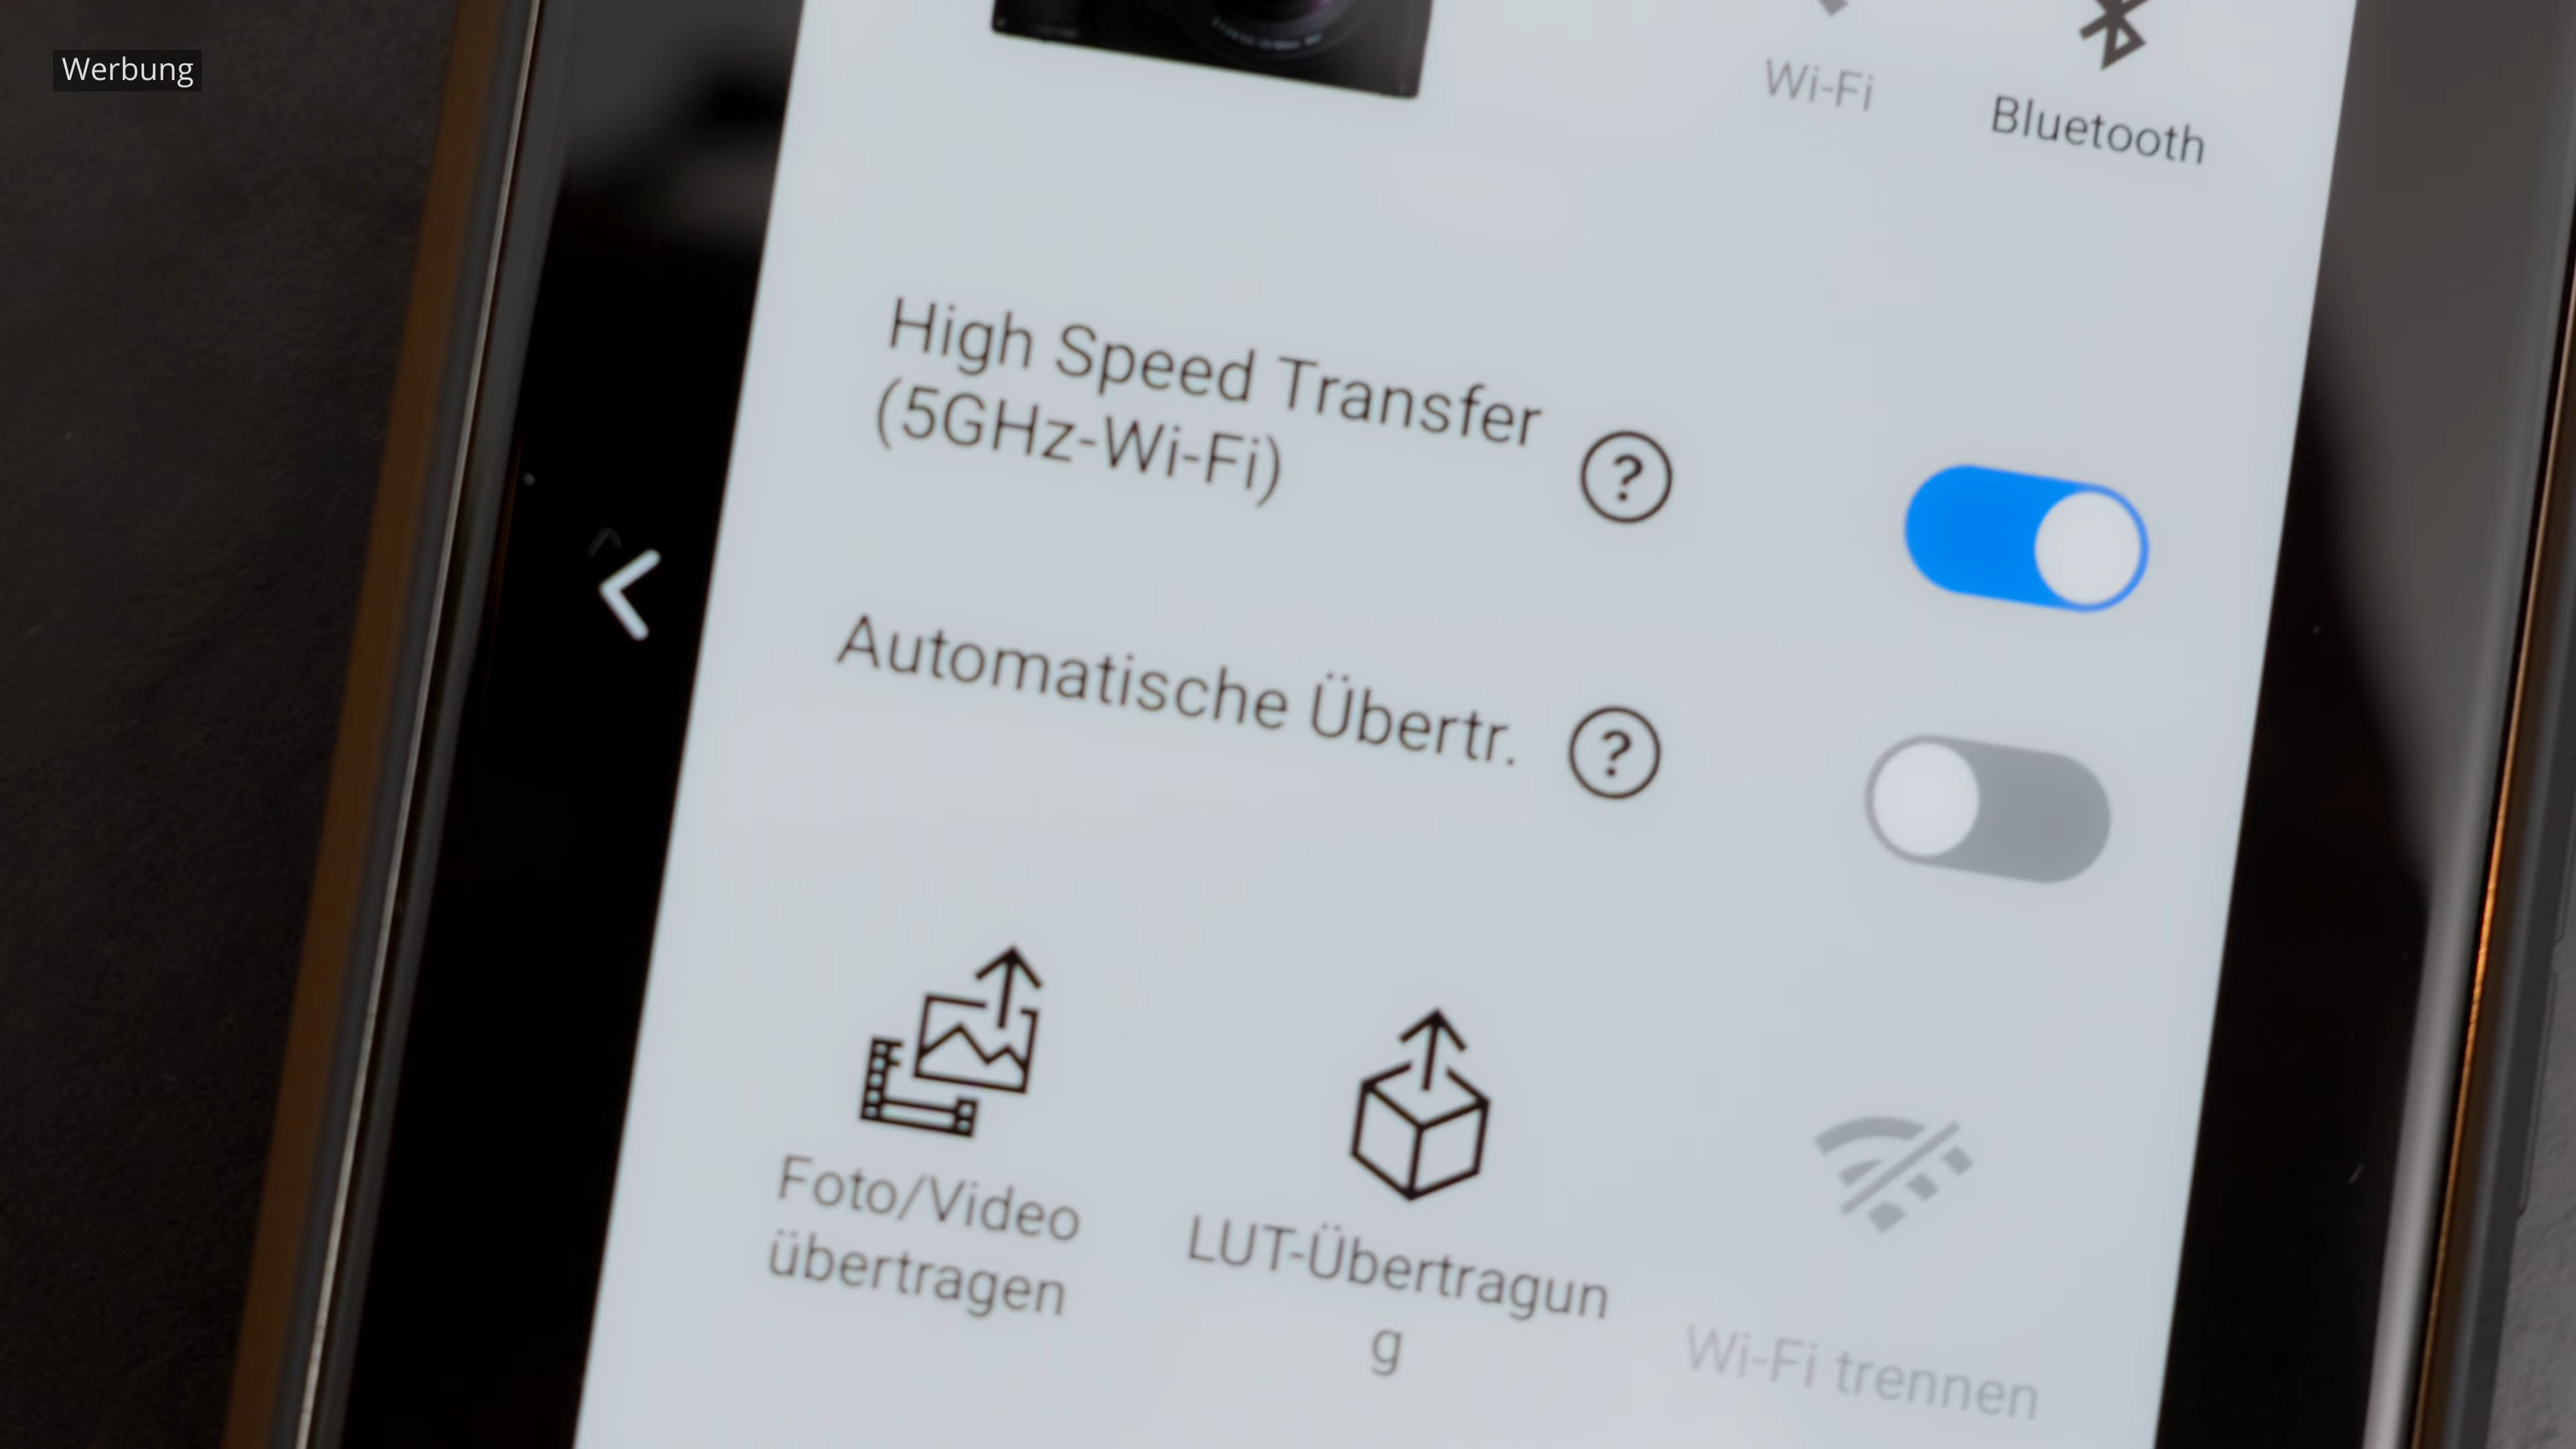 Werbung
Wi-Fi
Bluetooth
High Speed Transfer
(5GHz-Wi-Fi)
?
Automatische Übertr.
?
Foto/Video
übertragen
LUT-Übertragun
g
Wi-Fi trennen